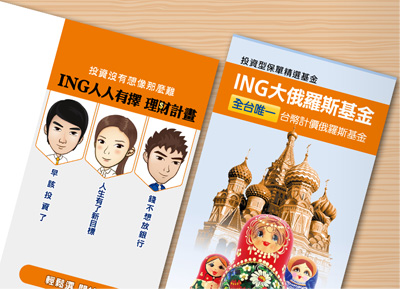 投資沒有想像那麼難
ING人人有擇 理財計畫
早該投資了
人生有了新目標
錢不想放銀行
輕鬆選
投資型保單精選基金
ING大俄羅斯基金
全台唯一 台幣計價俄羅斯基金